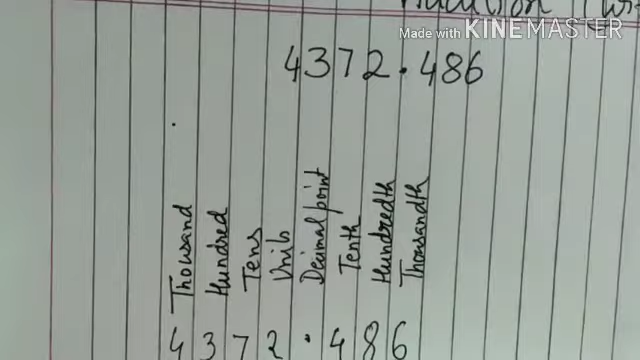 Made with KINEMASTER
4372.486
Thousand
Hundred
Tens
Units
Decimal point
Tenth
Hundredth
Thousandth
4 3 7 2 . 4 8 6